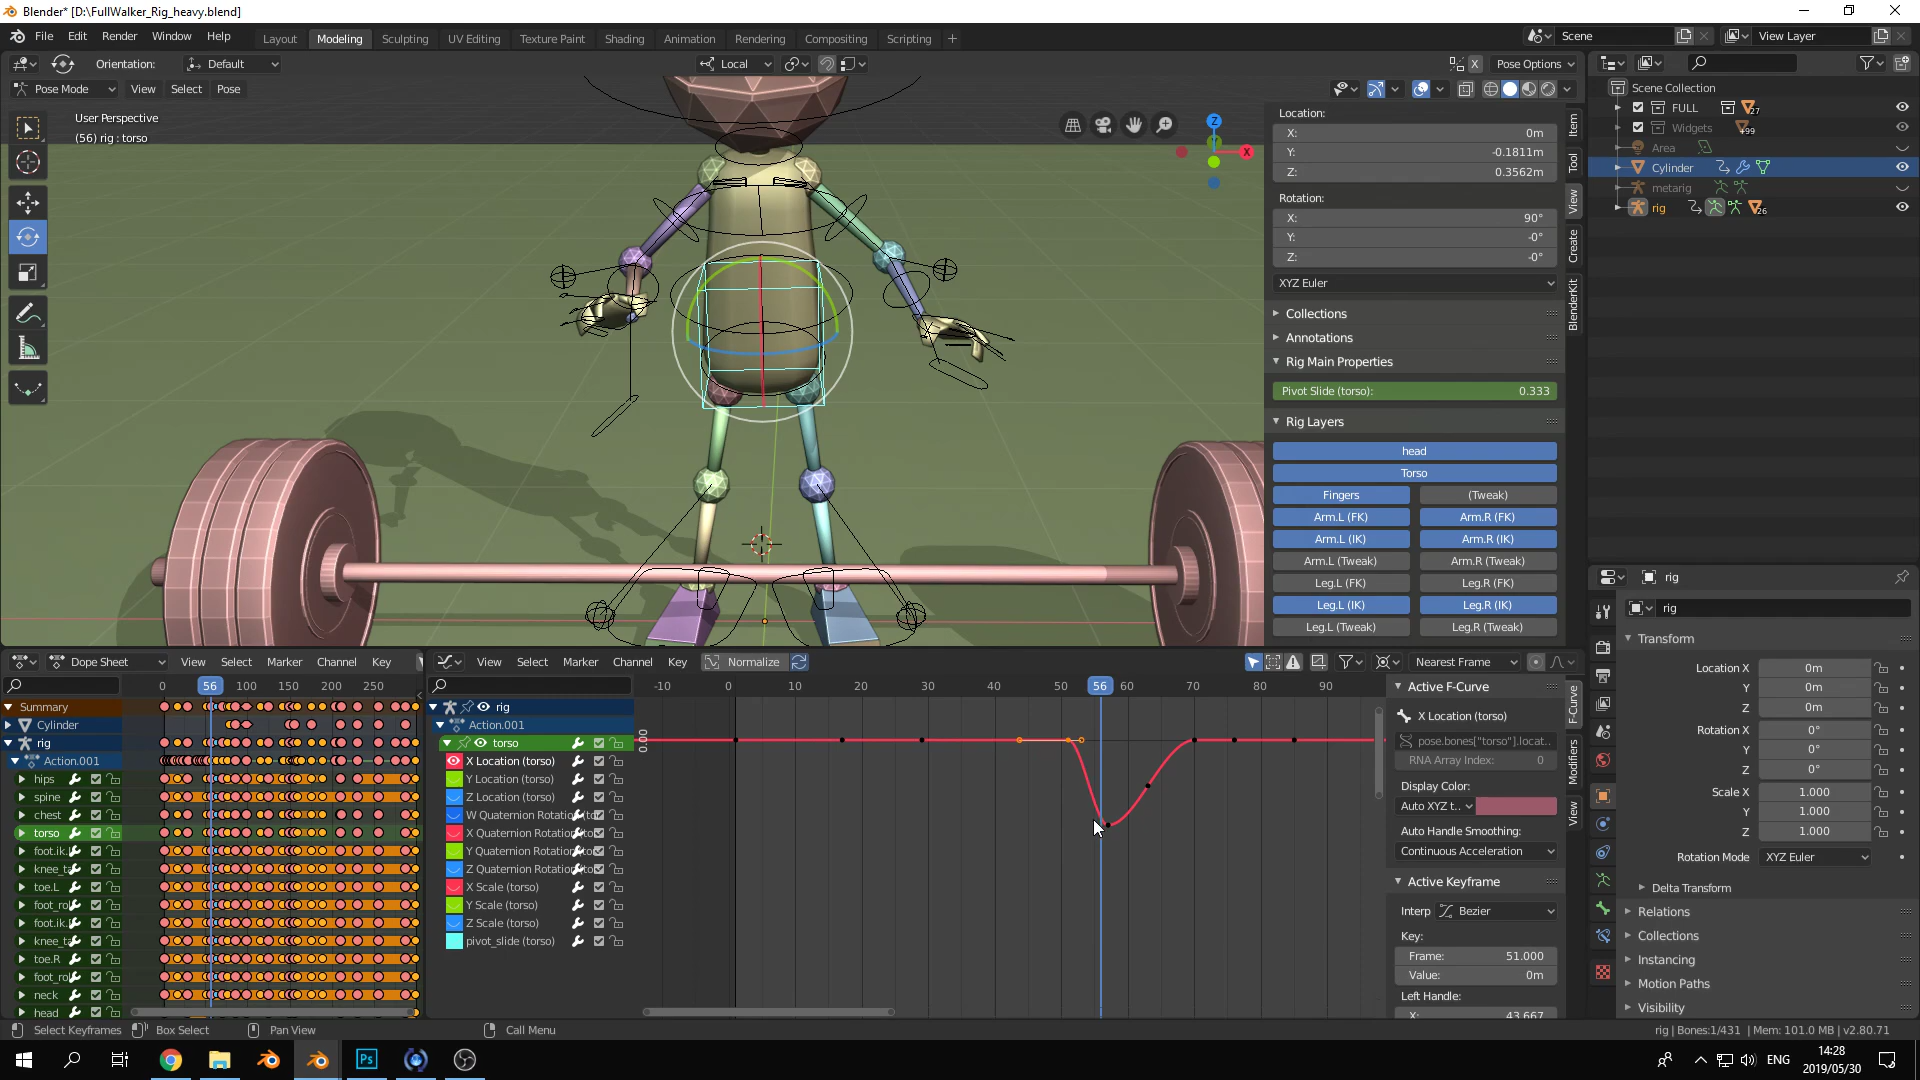 Blender* [D:\FullWalker_Rig_heavy.blend]
File Edit Render Window Help
Layout Modeling Sculpting UV Editing Texture Paint Shading Animation Rendering Compositing Scripting +
Scene
View Layer
Orientation: Default
Local
X
Pose Options
Pose Mode View Select Pose
User Perspective
(56) rig : torso
Z
X
Location:
X: 0m
Y: -0.1811m
Z: 0.3562m
Rotation:
X: 90°
Y: -0°
Z: -0°
XYZ Euler
Collections
Annotations
Rig Main Properties
Pivot Slide (torso): 0.333
Rig Layers
head
Torso
Fingers (Tweak)
Arm.L (FK) Arm.R (FK)
Arm.L (IK) Arm.R (IK)
Arm.L (Tweak) Arm.R (Tweak)
Leg.L (FK) Leg.R (FK)
Leg.L (IK) Leg.R (IK)
Leg.L (Tweak) Leg.R (Tweak)
Item
Tool
View
Create
BlenderKit
Scene Collection
FULL 27
Widgets +99
Area
Cylinder
metarig
rig 26
rig
rig
Transform
Location X 0m
Y 0m
Z 0m
Rotation X 0°
Y 0°
Z 0°
Scale X 1.000
Y 1.000
Z 1.000
Rotation Mode XYZ Euler
Delta Transform
Relations
Collections
Instancing
Motion Paths
Visibility
Dope Sheet View Select Marker Channel Key
0 56 100 150 200 250
Summary
Cylinder
rig
Action.001
hips
spine
chest
torso
foot.ik.
knee_ta
toe.L
foot_rol
foot.ik.
knee_ta
toe.R
foot_rol
neck
head
View Select Marker Channel Key Normalize
Nearest Frame
-10 0 10 20 30 40 50 56 60 70 80 90
0.00
rig
Action.001
torso
X Location (torso)
Y Location (torso)
Z Location (torso)
W Quaternion Rotation (to
X Quaternion Rotation (to
Y Quaternion Rotation (to
Z Quaternion Rotation (to
X Scale (torso)
Y Scale (torso)
Z Scale (torso)
pivot_slide (torso)
Active F-Curve
X Location (torso)
pose.bones["torso"].locat..
RNA Array Index: 0
Display Color:
Auto XYZ t..
Auto Handle Smoothing:
Continuous Acceleration
Active Keyframe
Interp Bezier
Key:
Frame: 51.000
Value: 0m
Left Handle:
X: 43.667
F-Curve
Modifiers
View
Select Keyframes Box Select Pan View Call Menu
rig | Bones:1/431 | Mem: 101.0 MB | v2.80.71
Ps
ENG
14:28
2019/05/30